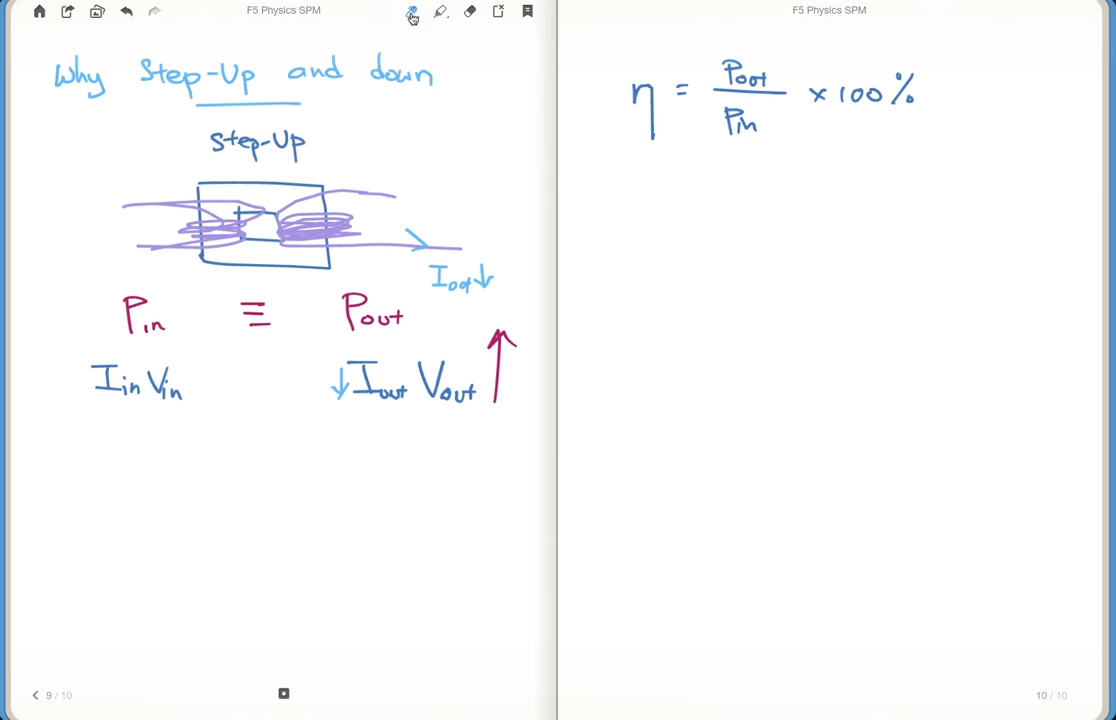 F5 Physics SPM
Why Step-Up and down
Step-Up
Iout↓
Pin ≡ Pout
Iin Vin ↓Iout Vout ↑
9 / 10
F5 Physics SPM
η = Pout / Pin × 100 %
10 / 10